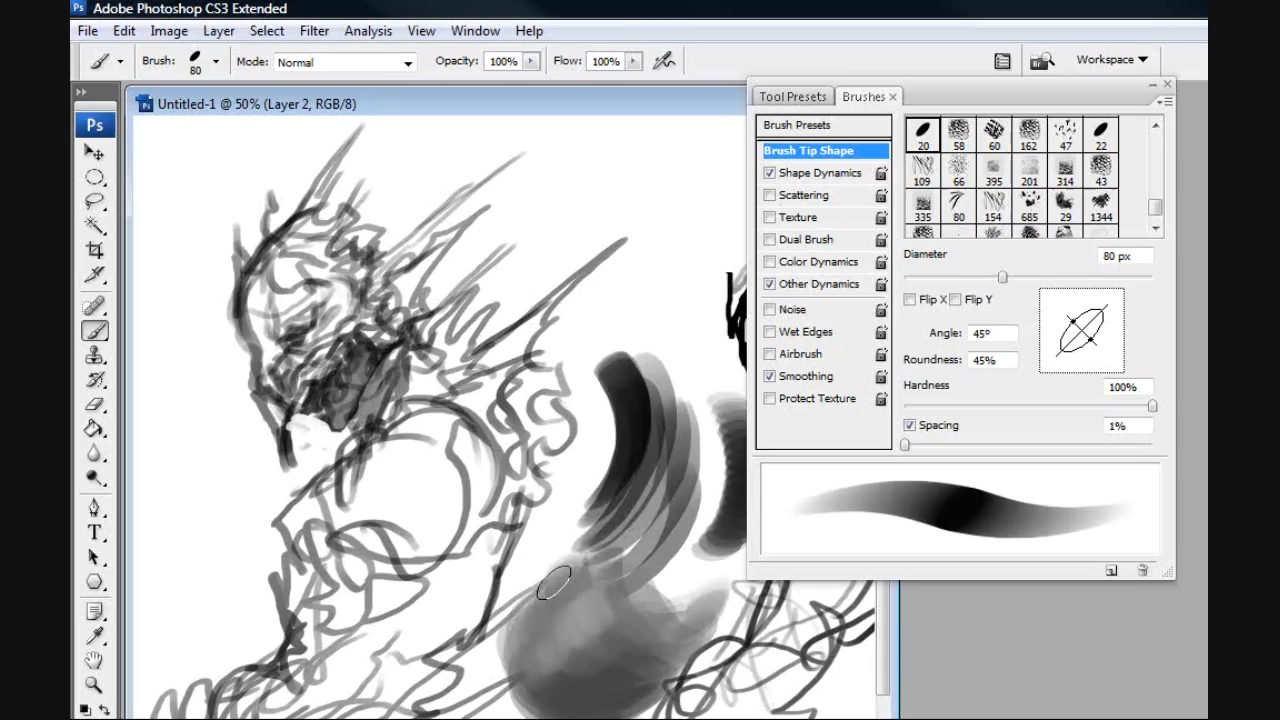 Ps Adobe Photoshop CS3 Extended
File Edit Image Layer Select Filter Analysis View Window Help
Brush: 80 Mode: Normal Opacity: 100% Flow: 100% Workspace
Ps Untitled-1 @ 50% (Layer 2, RGB/8)
Tool Presets Brushes
Ps
Brush Presets
Brush Tip Shape
Shape Dynamics
Scattering
Texture
Dual Brush
Color Dynamics
Other Dynamics
Noise
Wet Edges
Airbrush
Smoothing
Protect Texture
20 58 60 162 47 22
109 66 395 201 314 43
335 80 154 685 29 1344
Diameter 80 px
Flip X Flip Y
Angle: 45º
Roundness: 45%
Hardness 100%
Spacing 1%
T